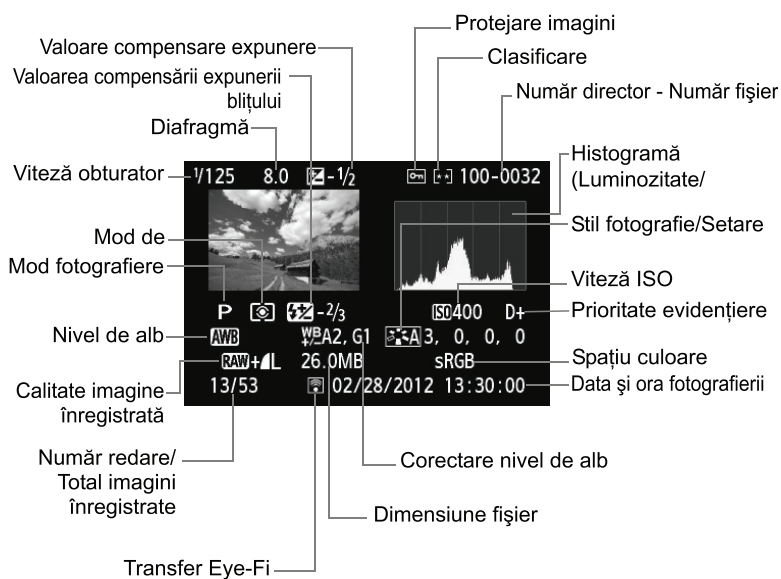 Protejare imagini
Valoare compensare expunere
Clasificare
Valoarea compensării expunerii
bliţului
Număr director - Număr fişier
Diafragmă
Histogramă
(Luminozitate/
Viteză obturator
1/125 8.0 -1/2 100-0032
Stil fotografie/Setare
Mod de
Mod fotografiere
Viteză ISO
P -2/3 ISO400 D+
Prioritate evidenţiere
Nivel de alb
AWB WB+/-A2, G1 A3, 0, 0, 0
Spaţiu culoare
RAW+L 26.0MB sRGB
Calitate imagine
înregistrată
Data şi ora fotografierii
13/53 02/28/2012 13:30:00
Număr redare/
Total imagini
înregistrate
Corectare nivel de alb
Dimensiune fişier
Transfer Eye-Fi